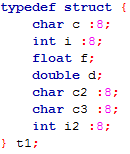 typedef struct {
    char c :8;
    int i :8;
    float f;
    double d;
    char c2 :8;
    char c3 :8;
    int i2 :8;
} t1;